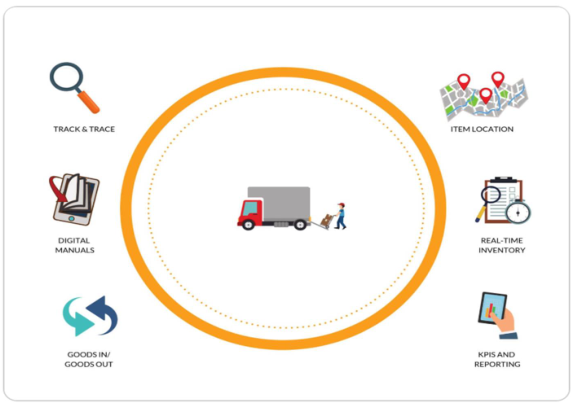 TRACK & TRACE
ITEM LOCATION
DIGITAL
MANUALS
REAL-TIME
INVENTORY
GOODS IN/
GOODS OUT
KPIS AND
REPORTING